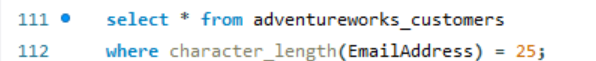 111 select * from adventureworks_customers
112 where character_length(EmailAddress) = 25;